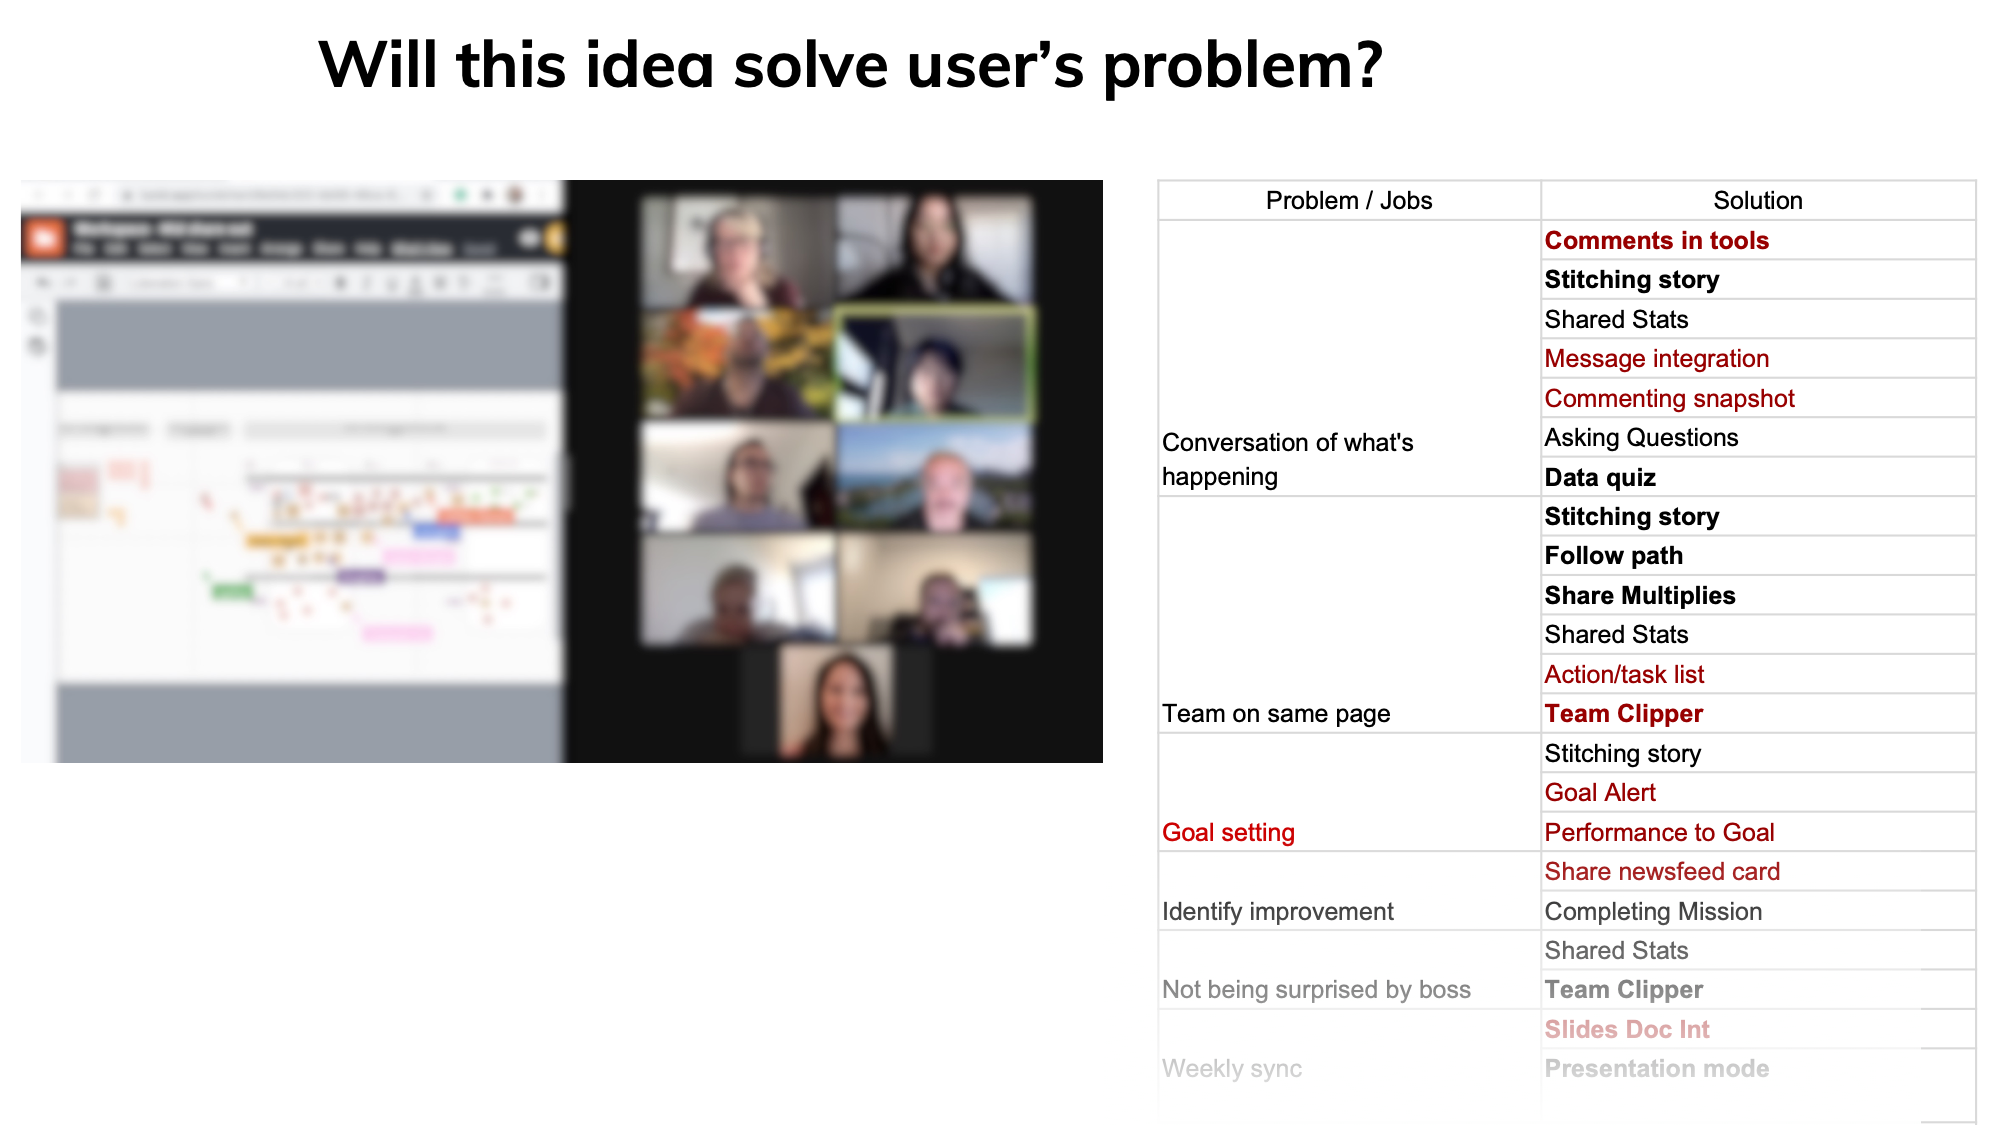 Will this idea solve user's problem?
Problem / Jobs
Solution
Conversation of what's
happening
Comments in tools
Stitching story
Shared Stats
Message integration
Commenting snapshot
Asking Questions
Data quiz
Team on same page
Stitching story
Follow path
Share Multiplies
Shared Stats
Action/task list
Team Clipper
Goal setting
Stitching story
Goal Alert
Performance to Goal
Identify improvement
Share newsfeed card
Completing Mission
Not being surprised by boss
Shared Stats
Team Clipper
Weekly sync
Slides Doc Int
Presentation mode